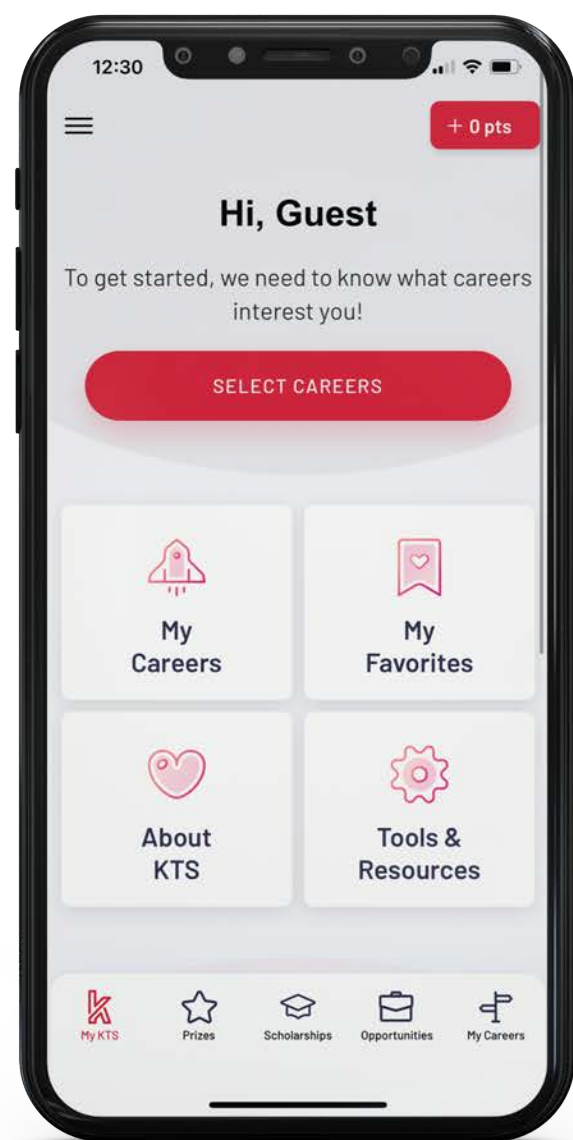 12:30
+ 0 pts
Hi, Guest
To get started, we need to know what careers
interest you!
SELECT CAREERS
My
Careers
My
Favorites
About
KTS
Tools &
Resources
My KTS
Prizes
Scholarships
Opportunities
My Careers